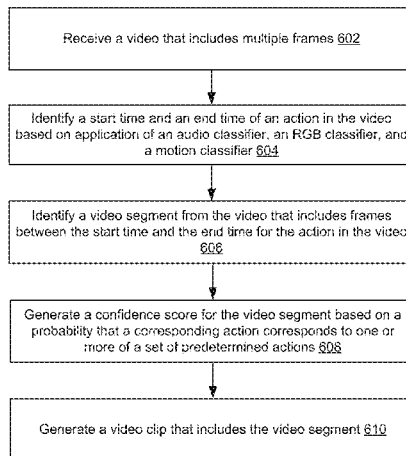 Receive a video that includes multiple frames 602
Identify a start time and an end time of an action in the video
based on application of an audio classifier, an RGB classifier, and
a motion classifier 604
Identify a video segment from the video that includes frames
between the start time and the end time for the action in the video
606
Generate a confidence score for the video segment based on a
probability that a corresponding action corresponds to one or
more of a set of predetermined actions 608
Generate a video clip that includes the video segment 610